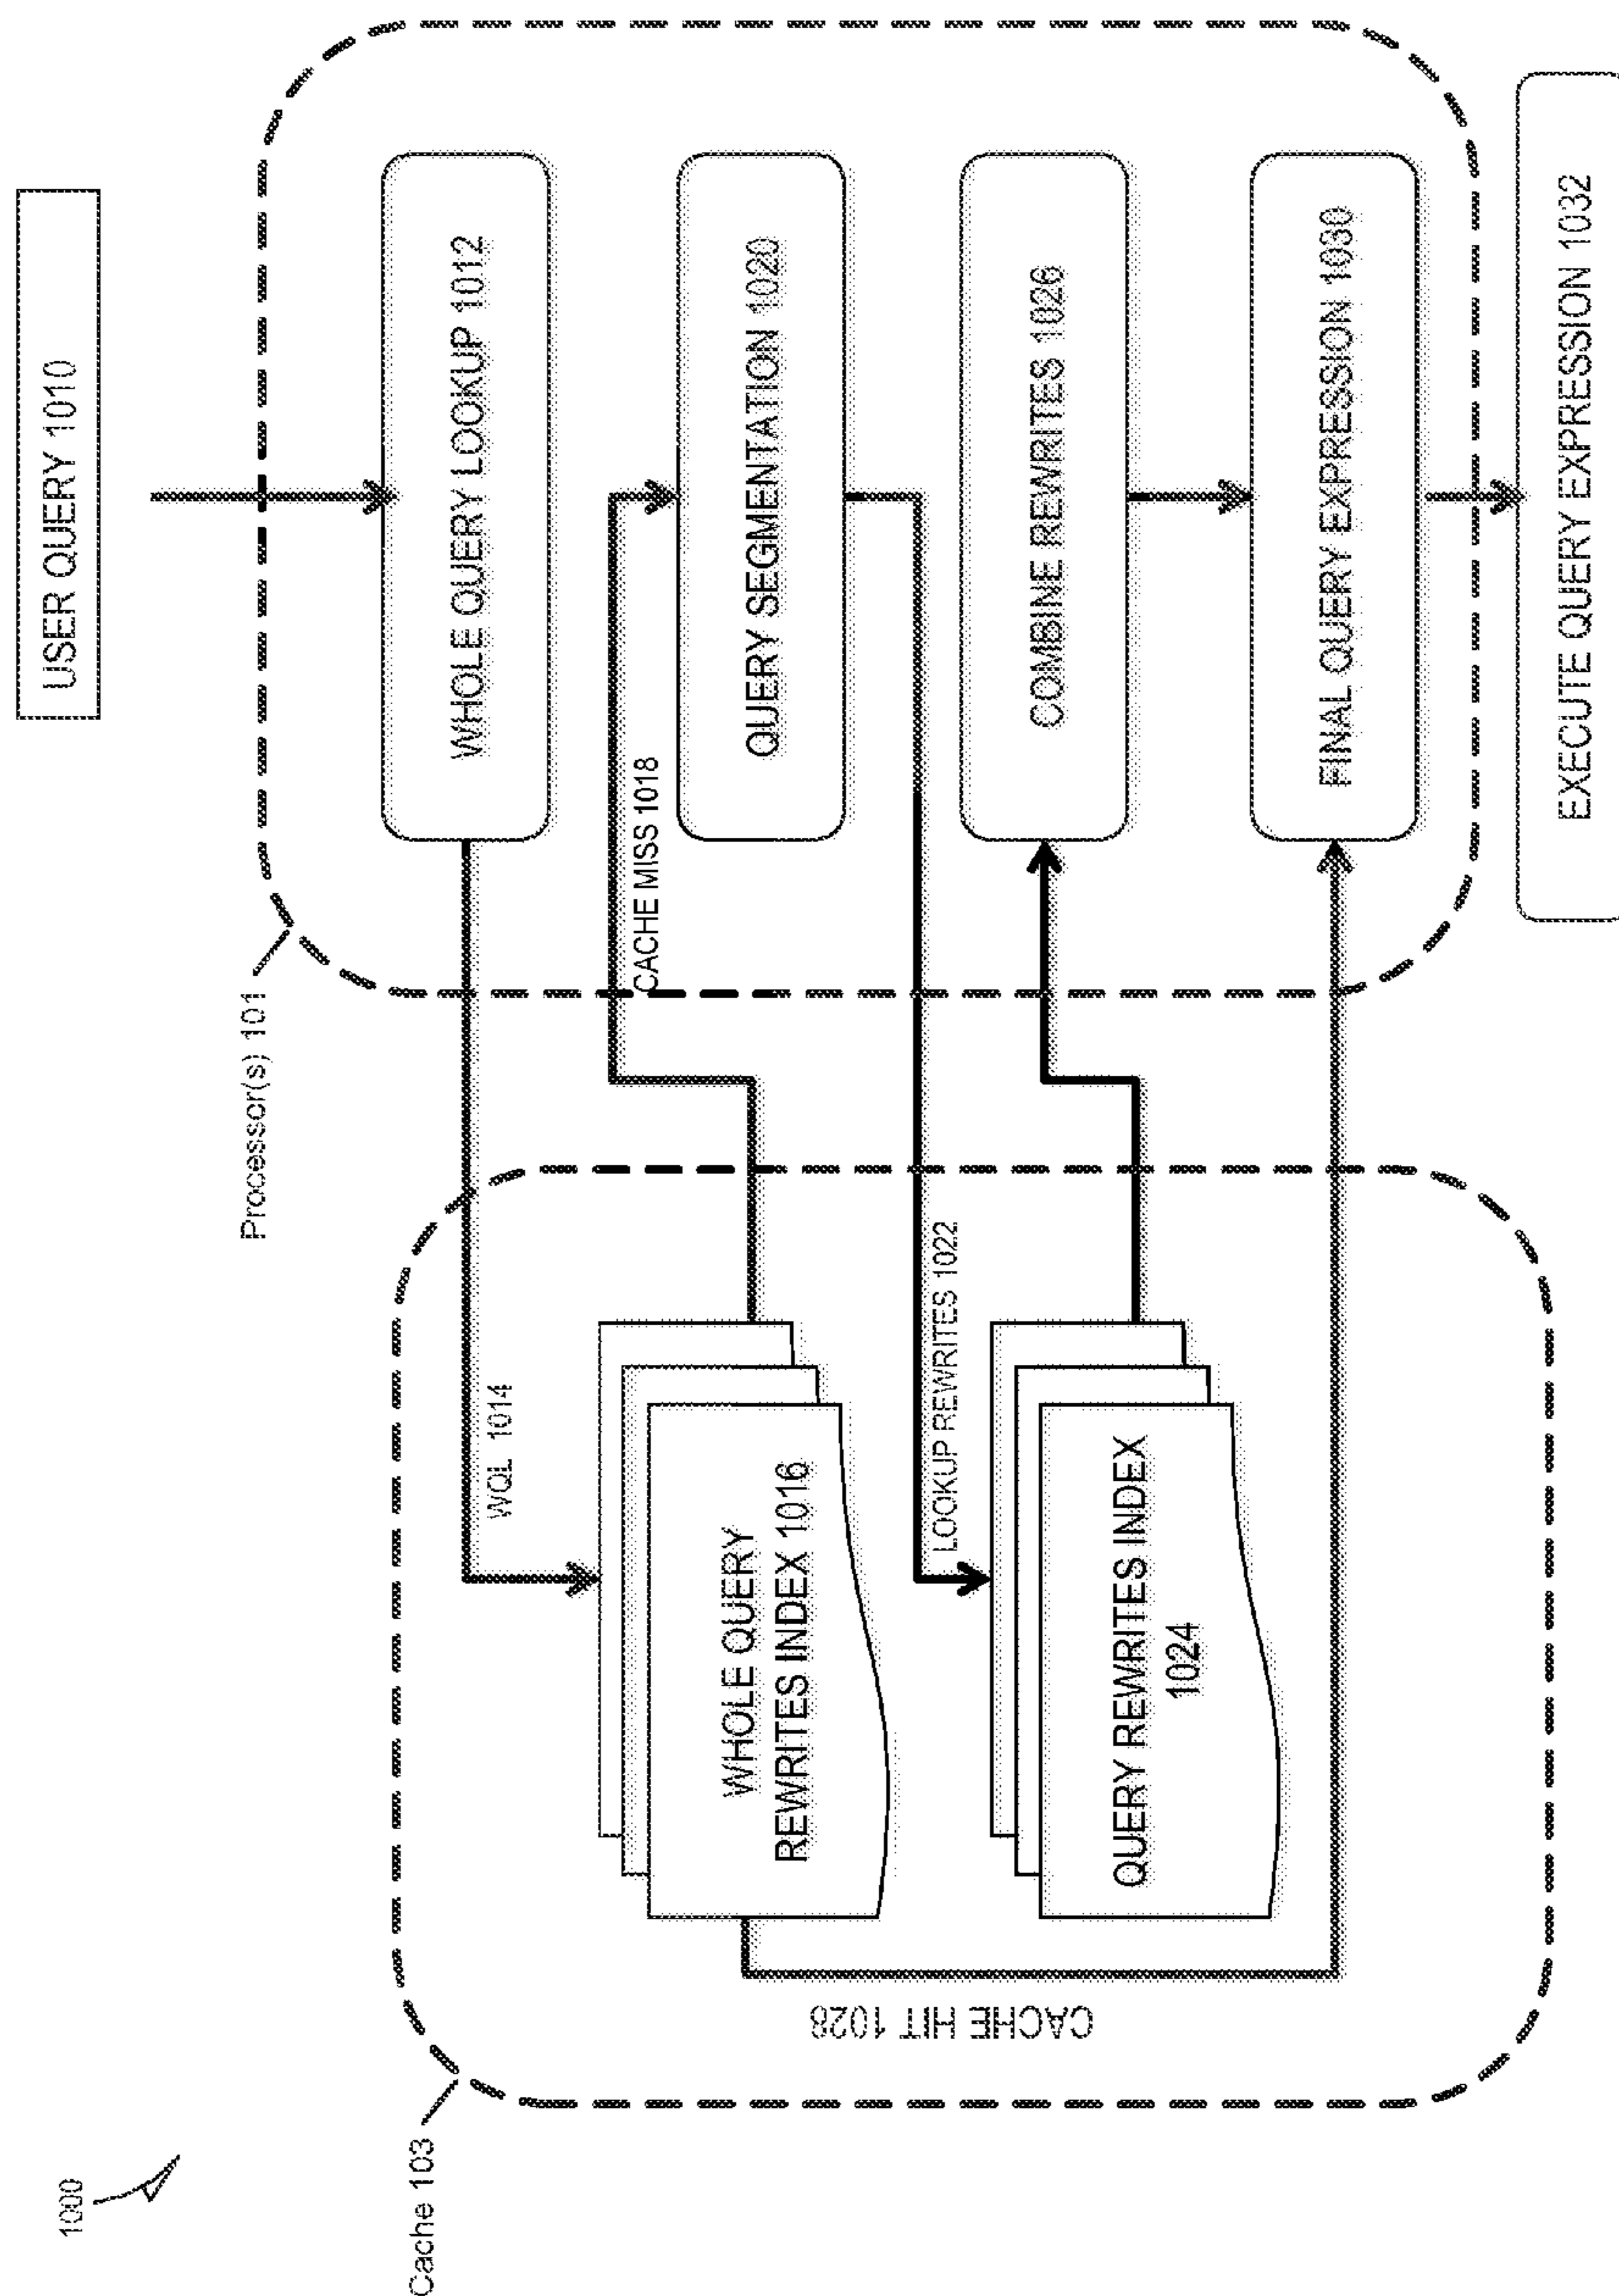 1000
USER QUERY 1010
Processor(s) 101
Cache 103
WHOLE QUERY LOOKUP 1012
WQL 1014
WHOLE QUERY
REWRITES INDEX 1016
CACHE MISS 1018
QUERY SEGMENTATION 1020
LOOKUP REWRITES 1022
QUERY REWRITES INDEX
1024
COMBINE REWRITES 1026
CACHE HIT 1028
FINAL QUERY EXPRESSION 1030
EXECUTE QUERY EXPRESSION 1032